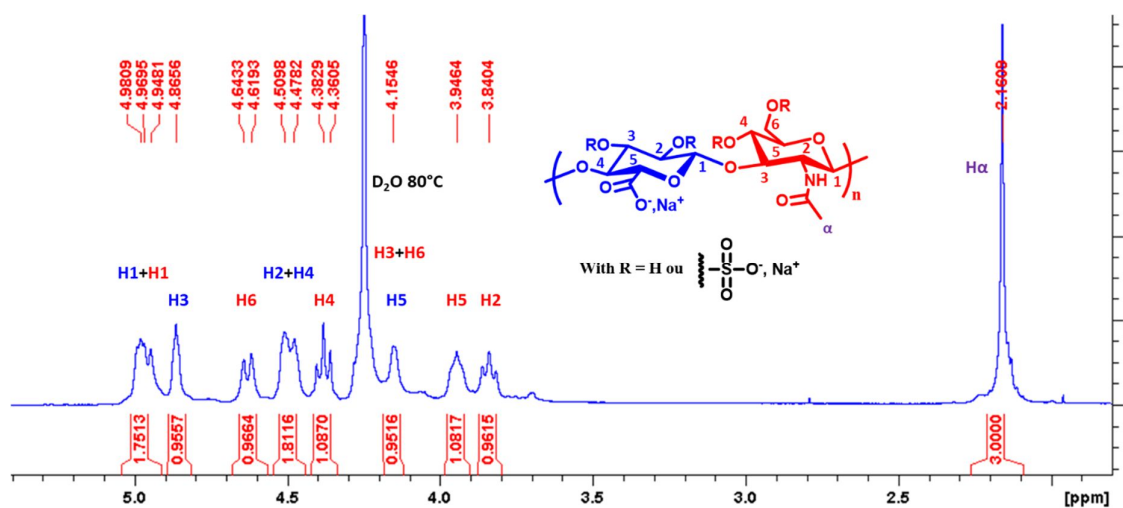 4.9809
4.9695
4.9481
4.8656
4.6433
4.6193
4.5098
4.4782
4.3829
4.3605
4.1546
3.9464
3.8404
2.1609
OR
6
4
RO
5
O
2
3
NH
1
O
α
3
RO
OR
2
4
5
O
1
O
O
O
O⁻,Na⁺
n
Hα
D₂O 80°C
H3+H6
With R = H ou
O
S
O
O⁻, Na⁺
H1+H1
H3
H6
H2+H4
H4
H5
H5
H2
1.7513
0.9557
0.9664
1.8116
1.0870
0.9516
1.0817
0.9615
3.0000
5.0 4.5 4.0 3.5 3.0 2.5 [ppm]